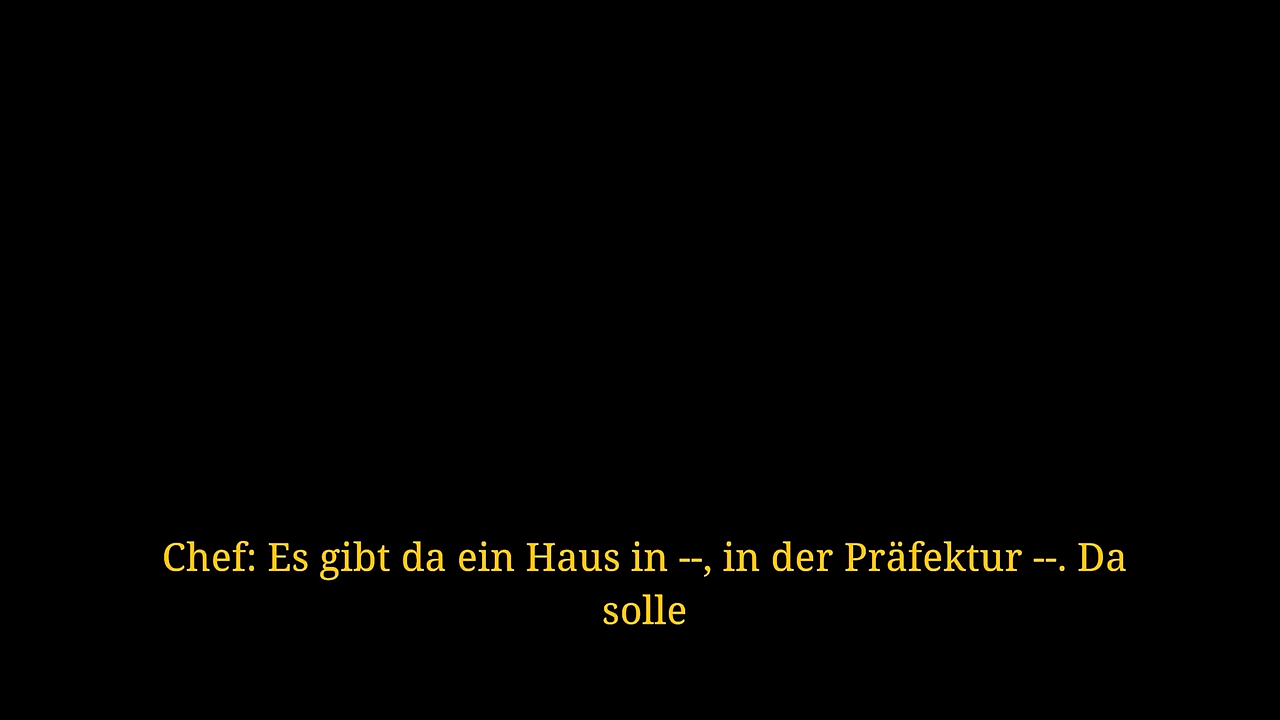 Chef: Es gibt da ein Haus in --, in der Präfektur --. Da
solle